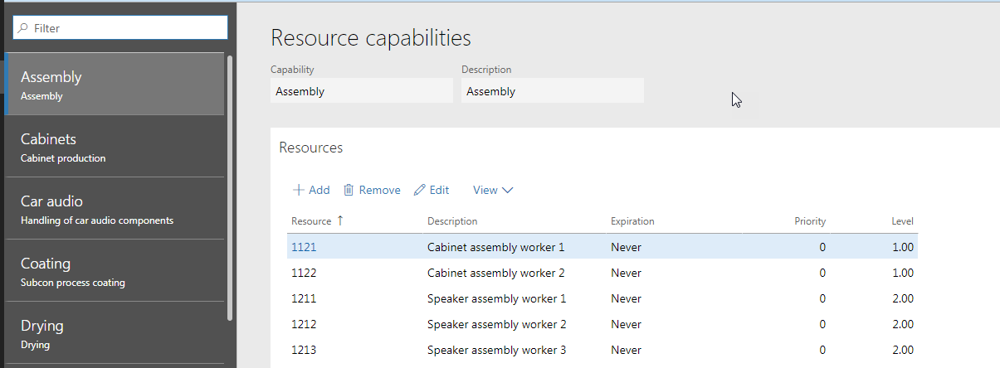 Filter
Assembly
Assembly
Cabinets
Cabinet production
Car audio
Handling of car audio components
Coating
Subcon process coating
Drying
Drying
Resource capabilities
Capability Description
Assembly Assembly
Resources
Add Remove Edit View
Resource ↑ Description Expiration Priority Level
1121 Cabinet assembly worker 1 Never 0 1.00
1122 Cabinet assembly worker 2 Never 0 1.00
1211 Speaker assembly worker 1 Never 0 2.00
1212 Speaker assembly worker 2 Never 0 2.00
1213 Speaker assembly worker 3 Never 0 2.00